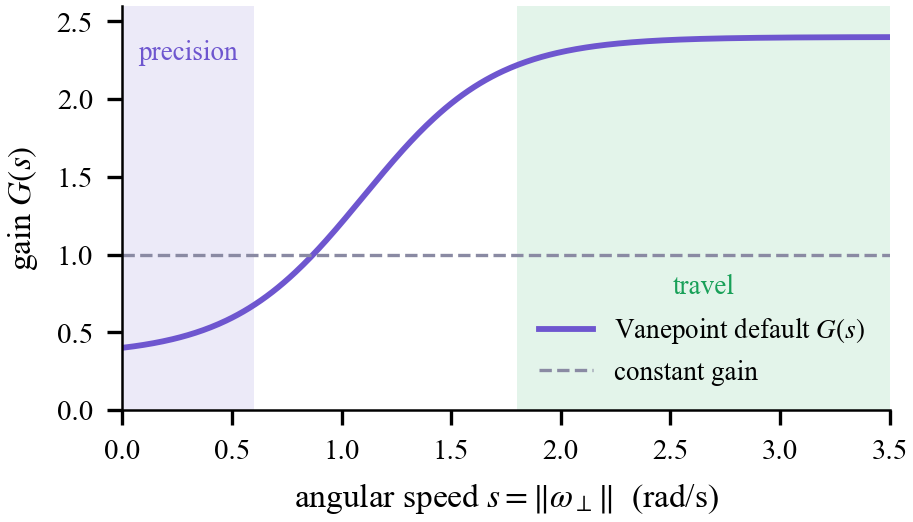 2.5
precision
2.0
1.5
gain G(s)
1.0
travel
0.5
Vanepoint default G(s)
constant gain
0.0
0.0 0.5 1.0 1.5 2.0 2.5 3.0 3.5
angular speed s = ‖ω⊥‖ (rad/s)